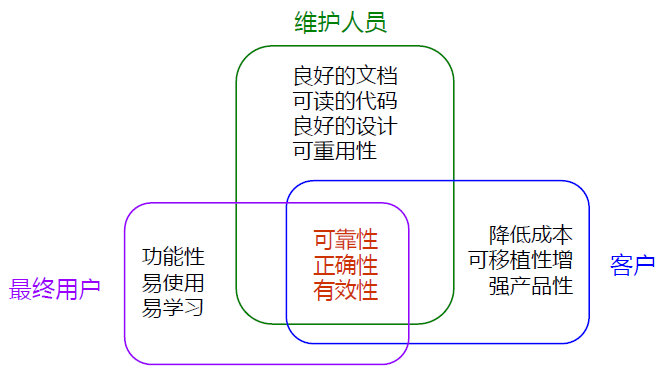 维护人员
良好的文档
可读的代码
良好的设计
可重用性
最终用户
功能性
易使用
易学习
可靠性
正确性
有效性
降低成本
可移植性增
强产品性
客户